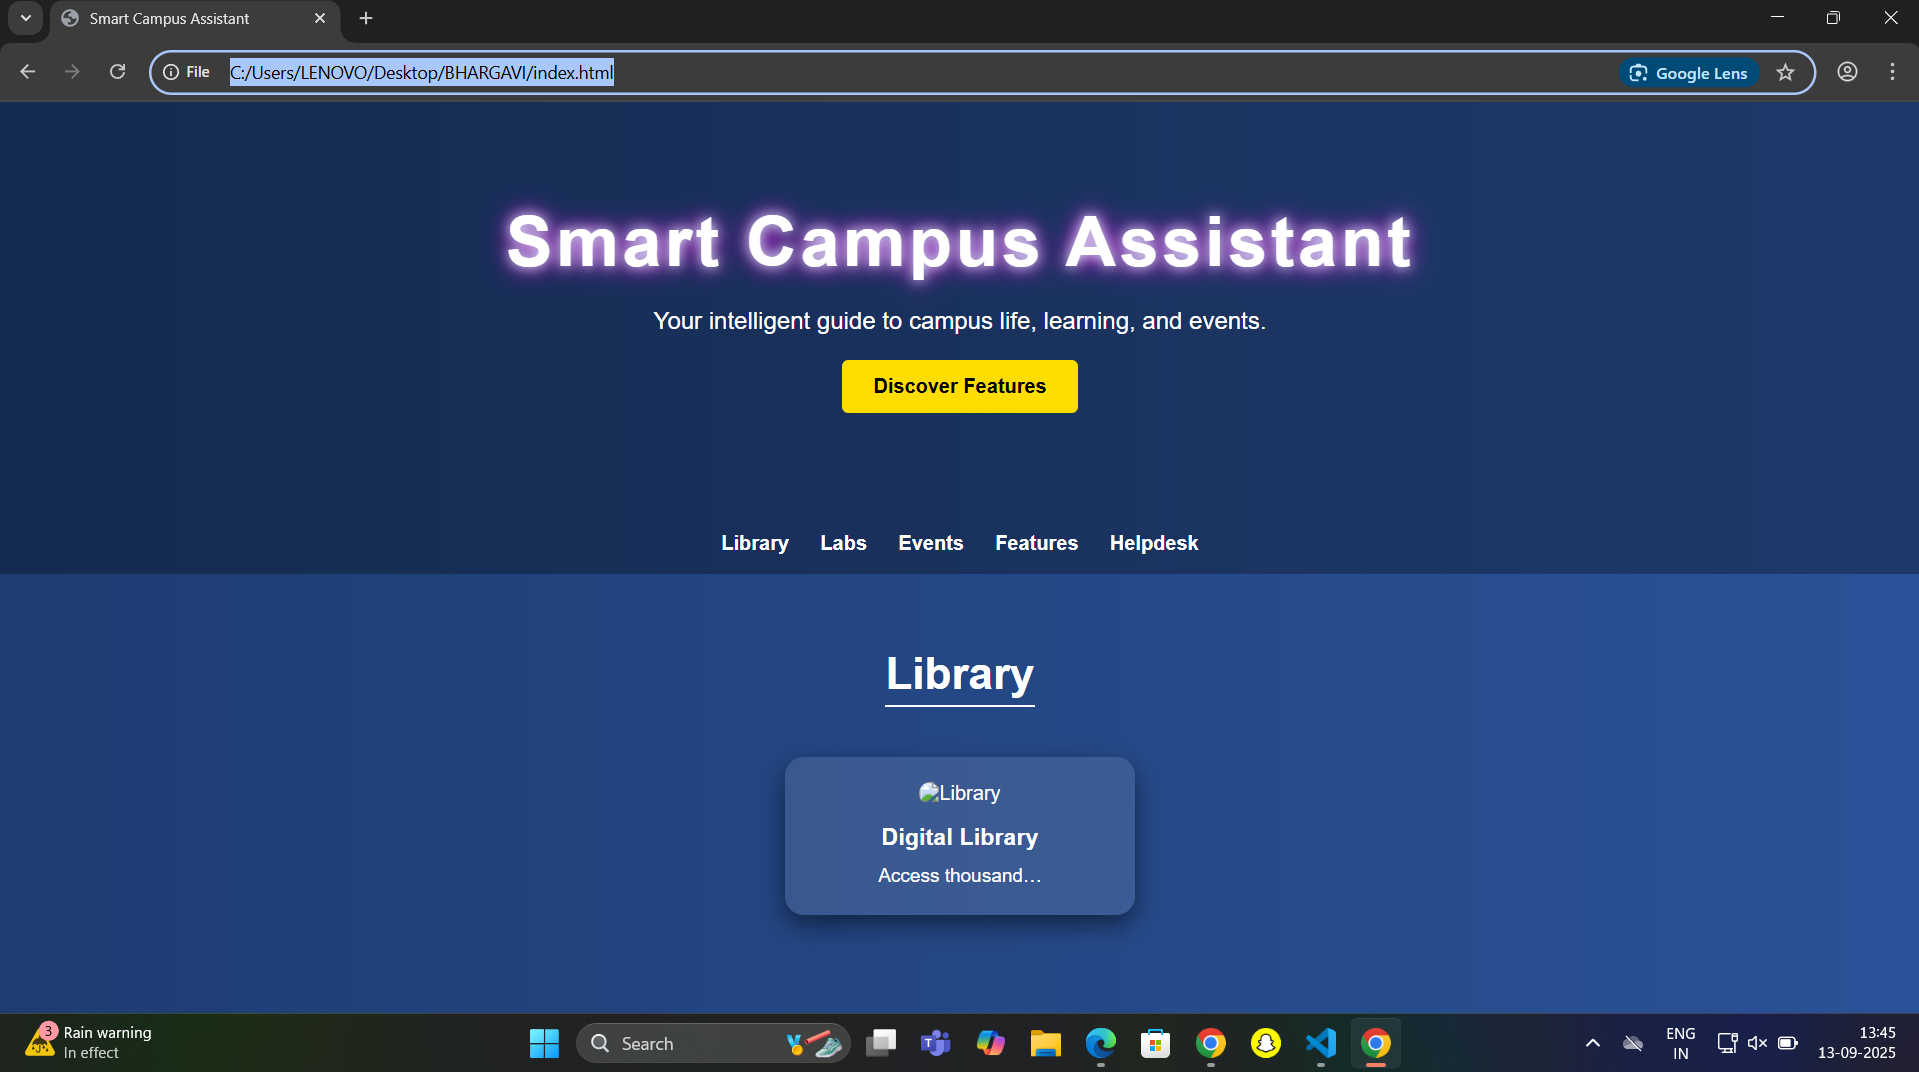 Smart Campus Assistant
File
C:/Users/LENOVO/Desktop/BHARGAVI/index.html
Google Lens
Smart Campus Assistant
Your intelligent guide to campus life, learning, and events.
Discover Features
Library Labs Events Features Helpdesk
Library
Library
Digital Library
Access thousand…
3
Rain warning
In effect
Search
T
ENG
IN
13:45
13-09-2025